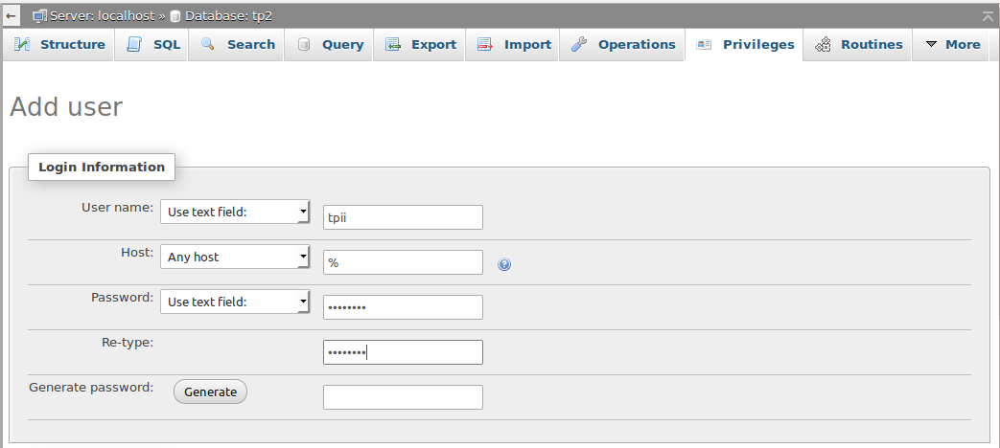 ← Server: localhost » Database: tp2
Structure SQL Search Query Export Import Operations Privileges Routines More
Add user
Login Information
User name: Use text field: tpii
Host: Any host %
Password: Use text field: ••••••••
Re-type: ••••••••
Generate password: Generate